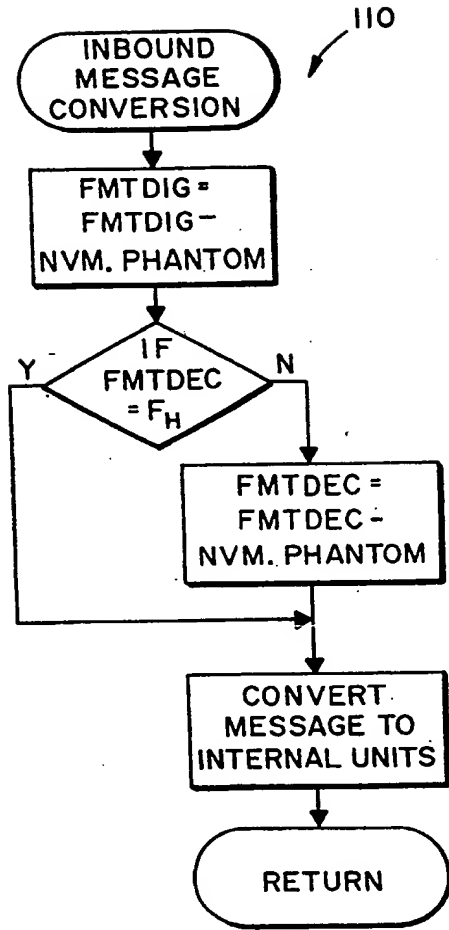 110
INBOUND
MESSAGE
CONVERSION
FMTDIG=
FMTDIG-
NVM. PHANTOM
IF
FMTDEC
= FH
Y
N
FMTDEC=
FMTDEC-
NVM. PHANTOM
CONVERT
MESSAGE TO
INTERNAL UNITS
RETURN